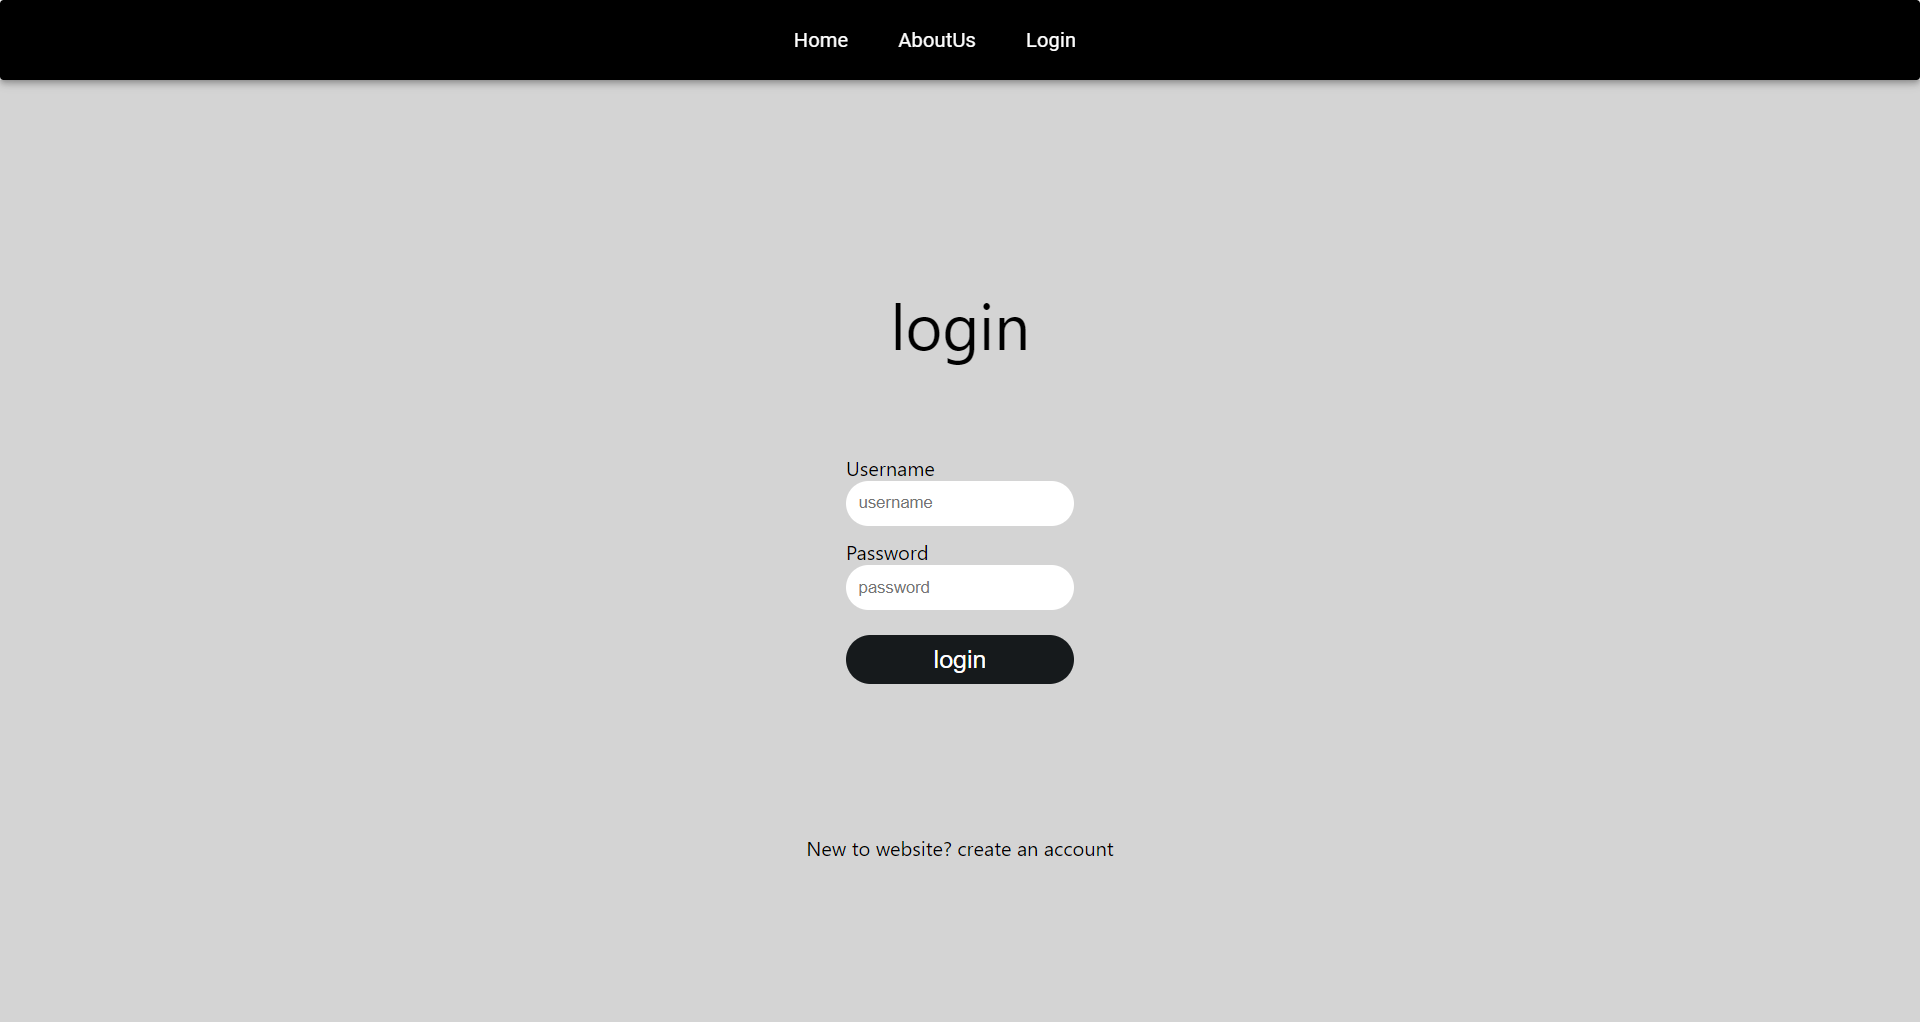 Home AboutUs Login
login
Username
username
Password
password
login
New to website? create an account